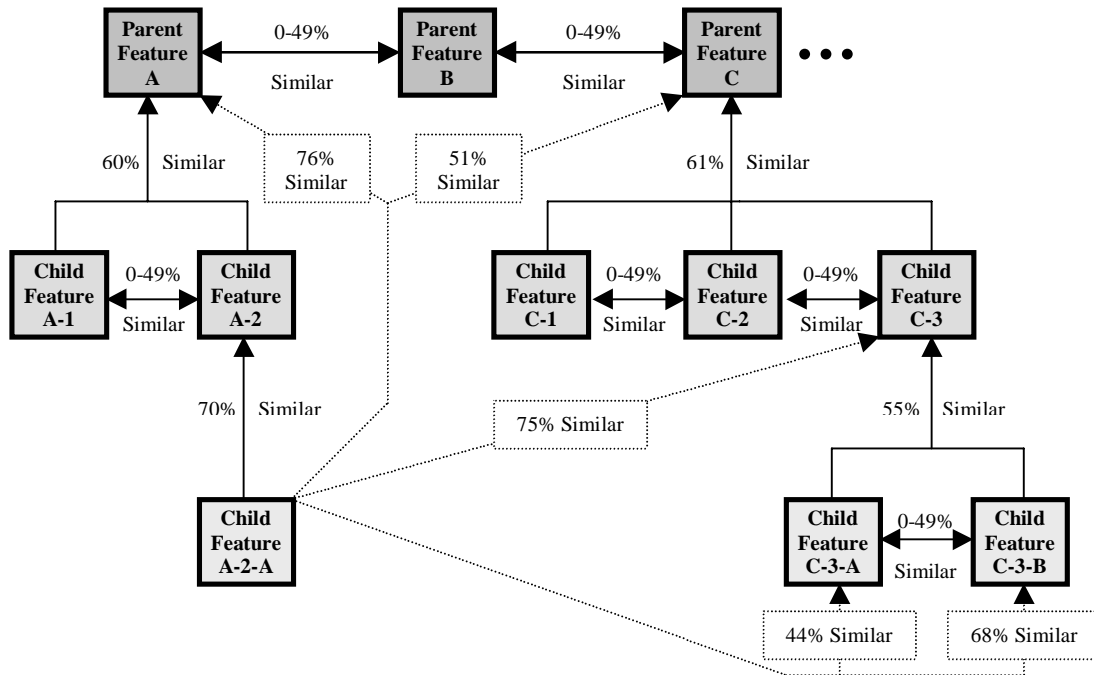 Parent
Feature
A
0-49%
Similar
Parent
Feature
B
0-49%
Similar
Parent
Feature
C
60% Similar
76%
Similar
51%
Similar
61% Similar
Child
Feature
A-1
0-49%
Similar
Child
Feature
A-2
Child
Feature
C-1
0-49%
Similar
Child
Feature
C-2
0-49%
Similar
Child
Feature
C-3
70% Similar
75% Similar
55% Similar
Child
Feature
A-2-A
Child
Feature
C-3-A
0-49%
Similar
Child
Feature
C-3-B
44% Similar
68% Similar